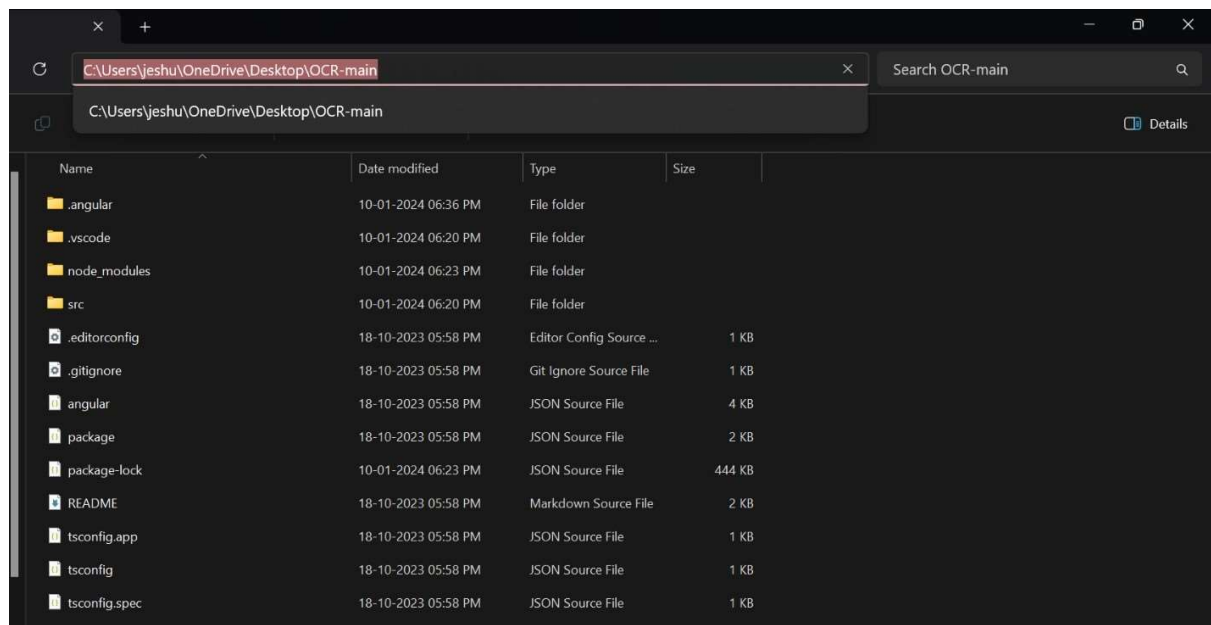 C:\Users\jeshu\OneDrive\Desktop\OCR-main Search OCR-main
C:\Users\jeshu\OneDrive\Desktop\OCR-main
Details
Name Date modified Type Size
.angular 10-01-2024 06:36 PM File folder
.vscode 10-01-2024 06:20 PM File folder
node_modules 10-01-2024 06:23 PM File folder
src 10-01-2024 06:20 PM File folder
.editorconfig 18-10-2023 05:58 PM Editor Config Source ... 1 KB
.gitignore 18-10-2023 05:58 PM Git Ignore Source File 1 KB
angular 18-10-2023 05:58 PM JSON Source File 4 KB
package 18-10-2023 05:58 PM JSON Source File 2 KB
package-lock 10-01-2024 06:23 PM JSON Source File 444 KB
README 18-10-2023 05:58 PM Markdown Source File 2 KB
tsconfig.app 18-10-2023 05:58 PM JSON Source File 1 KB
tsconfig 18-10-2023 05:58 PM JSON Source File 1 KB
tsconfig.spec 18-10-2023 05:58 PM JSON Source File 1 KB